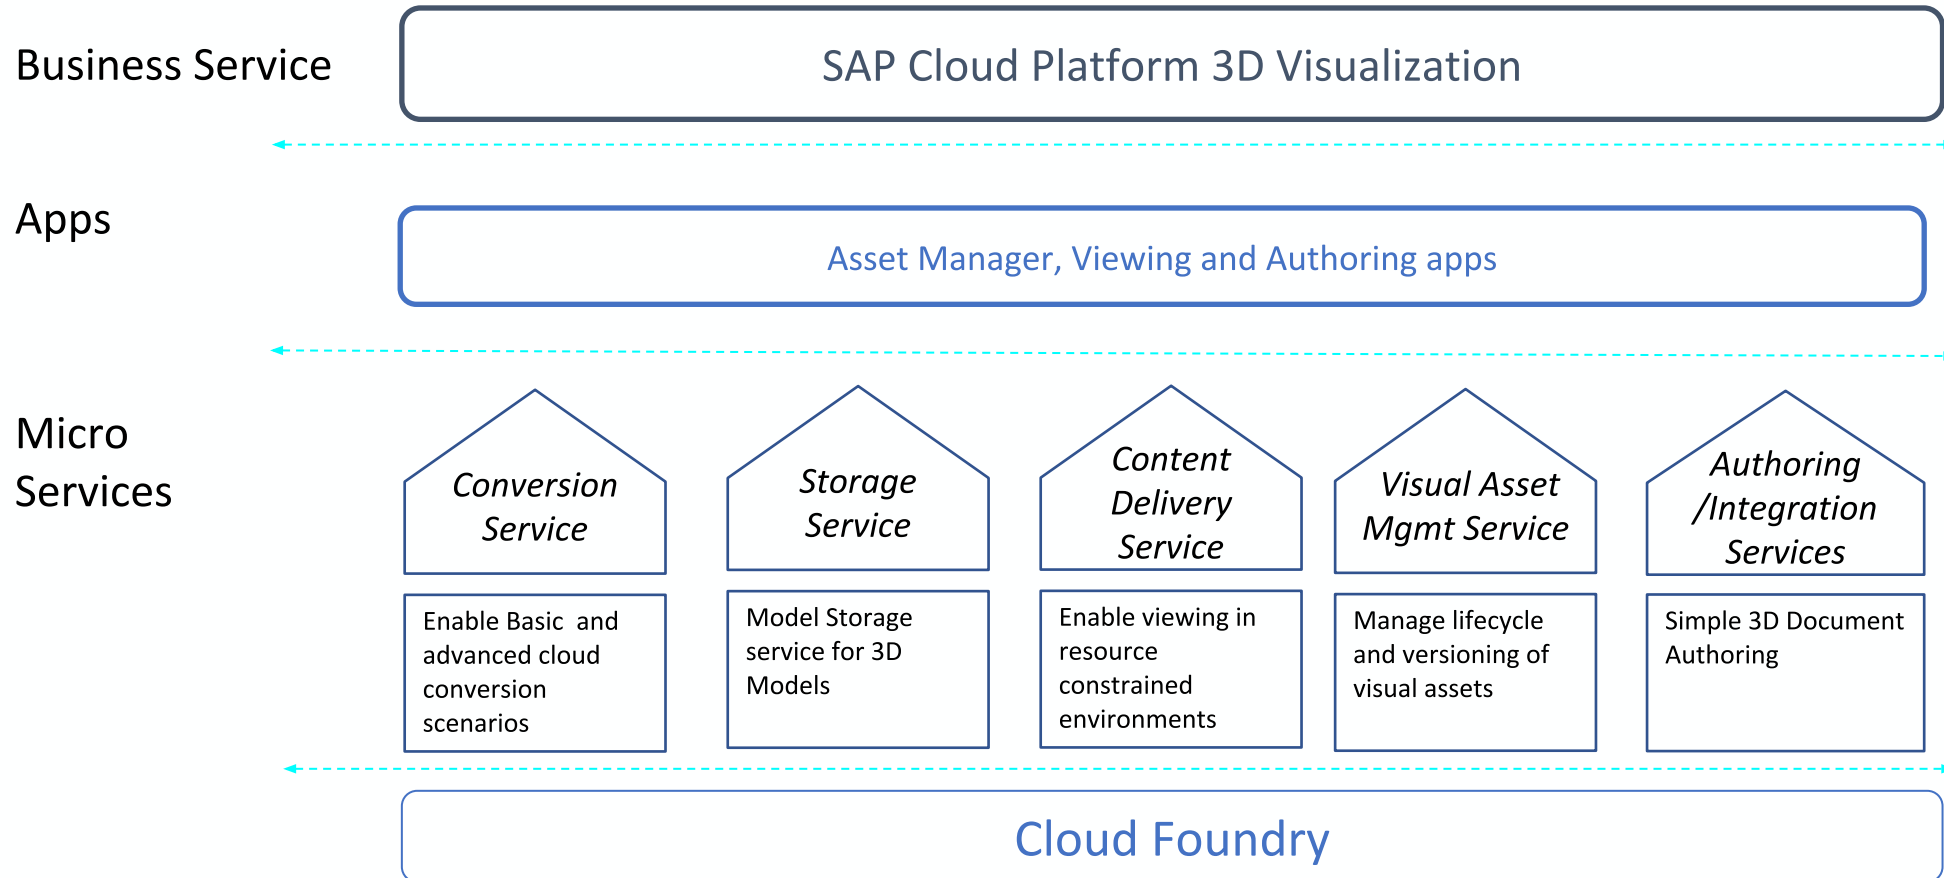 Business Service
SAP Cloud Platform 3D Visualization
Apps
Asset Manager, Viewing and Authoring apps
Micro
Services
Conversion
Service
Storage
Service
Content
Delivery
Service
Visual Asset
Mgmt Service
Authoring
/Integration
Services
Enable Basic  and
advanced cloud
conversion
scenarios
Model Storage
service for 3D
Models
Enable viewing in
resource
constrained
environments
Manage lifecycle
and versioning of
visual assets
Simple 3D Document
Authoring
Cloud Foundry